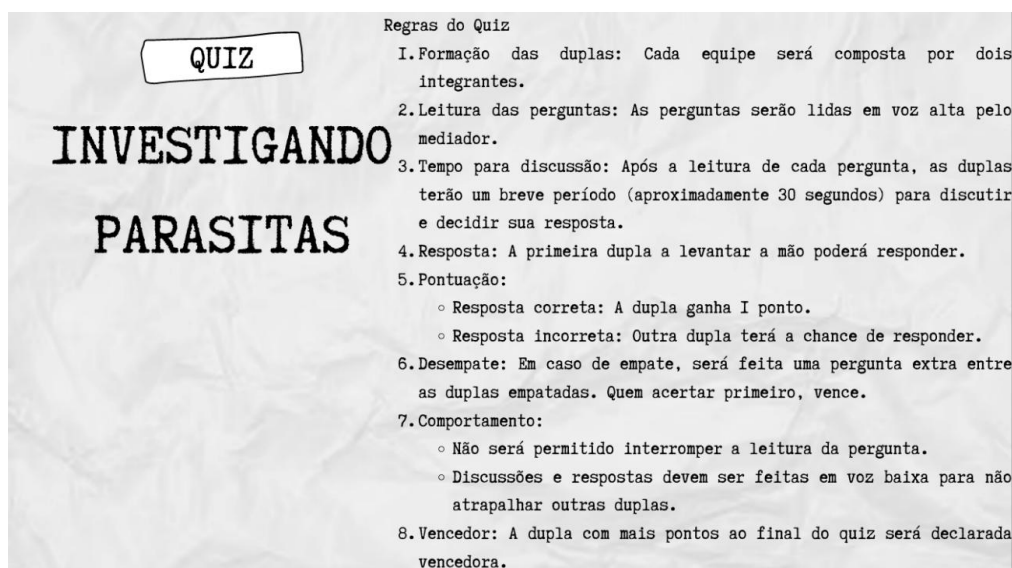 QUIZ
INVESTIGANDO
PARASITAS
Regras do Quiz
I. Formação das duplas: Cada equipe será composta por dois
integrantes.
2. Leitura das perguntas: As perguntas serão lidas em voz alta pelo
mediador.
3. Tempo para discussão: Após a leitura de cada pergunta, as duplas
terão um breve período (aproximadamente 30 segundos) para discutir
e decidir sua resposta.
4. Resposta: A primeira dupla a levantar a mão poderá responder.
5. Pontuação:
◦ Resposta correta: A dupla ganha I ponto.
◦ Resposta incorreta: Outra dupla terá a chance de responder.
6. Desempate: Em caso de empate, será feita uma pergunta extra entre
as duplas empatadas. Quem acertar primeiro, vence.
7. Comportamento:
◦ Não será permitido interromper a leitura da pergunta.
◦ Discussões e respostas devem ser feitas em voz baixa para não
atrapalhar outras duplas.
8. Vencedor: A dupla com mais pontos ao final do quiz será declarada
vencedora.